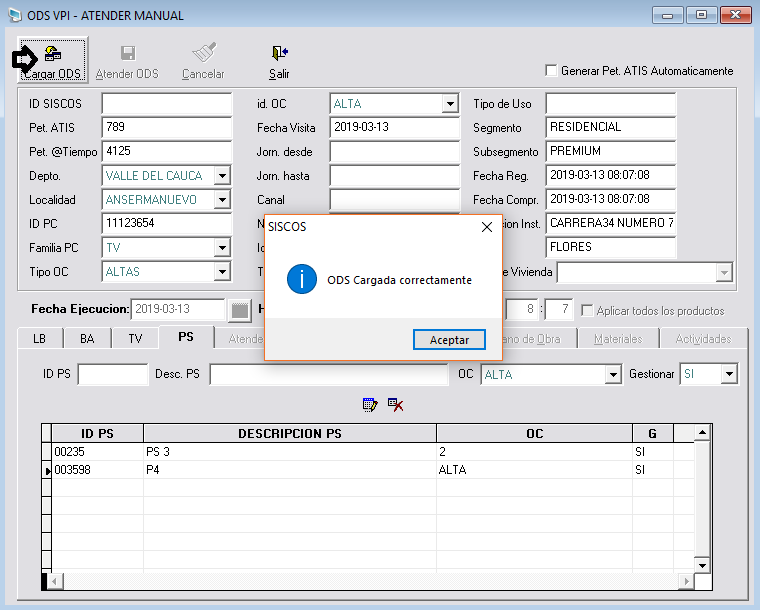 ODS VPI - ATENDER MANUAL
Cargar ODS Atender ODS Cancelar Salir
Generar Pet. ATIS Automaticamente
ID SISCOS id. OC ALTA Tipo de Uso
Pet. ATIS 789 Fecha Visita 2019-03-13 Segmento RESIDENCIAL
Pet. @Tiempo 4125 Jorn. desde Subsegmento PREMIUM
Depto. VALLE DEL CAUCA Jorn. hasta Fecha Reg. 2019-03-13 08:07:08
Localidad ANSERMANUEVO Canal Fecha Compr. 2019-03-13 08:07:08
ID PC 11123654 CARRERA34 NUMERO 7
Familia PC TV FLORES
Tipo OC ALTAS Vivienda
SISCOS
ODS Cargada correctamente
Aceptar
Fecha Ejecucion: 2019-03-13 8 : 7 Aplicar todos los productos
LB BA TV PS Atende ano de Obra Materiales Actividades
ID PS Desc. PS OC ALTA Gestionar SI
ID PS DESCRIPCION PS OC G
00235 PS 3 2 SI
003598 P4 ALTA SI